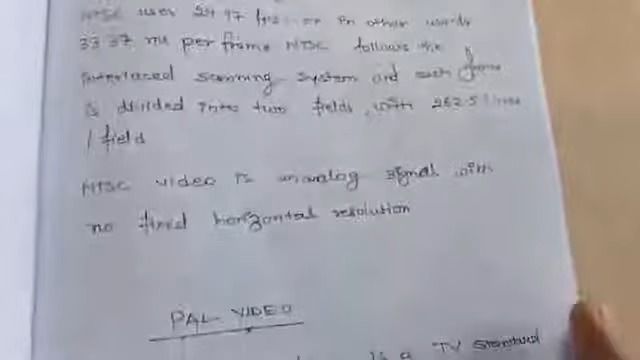 NTSC uses 29.97 fps or in other words
33.37 ms per frame NTSC follows the
interlaced scanning system and each frame
is divided into two fields, with 262.5 lines
/ field
NTSC video is an analog signal with
no fixed horizontal resolution
PAL VIDEO
is a TV standard